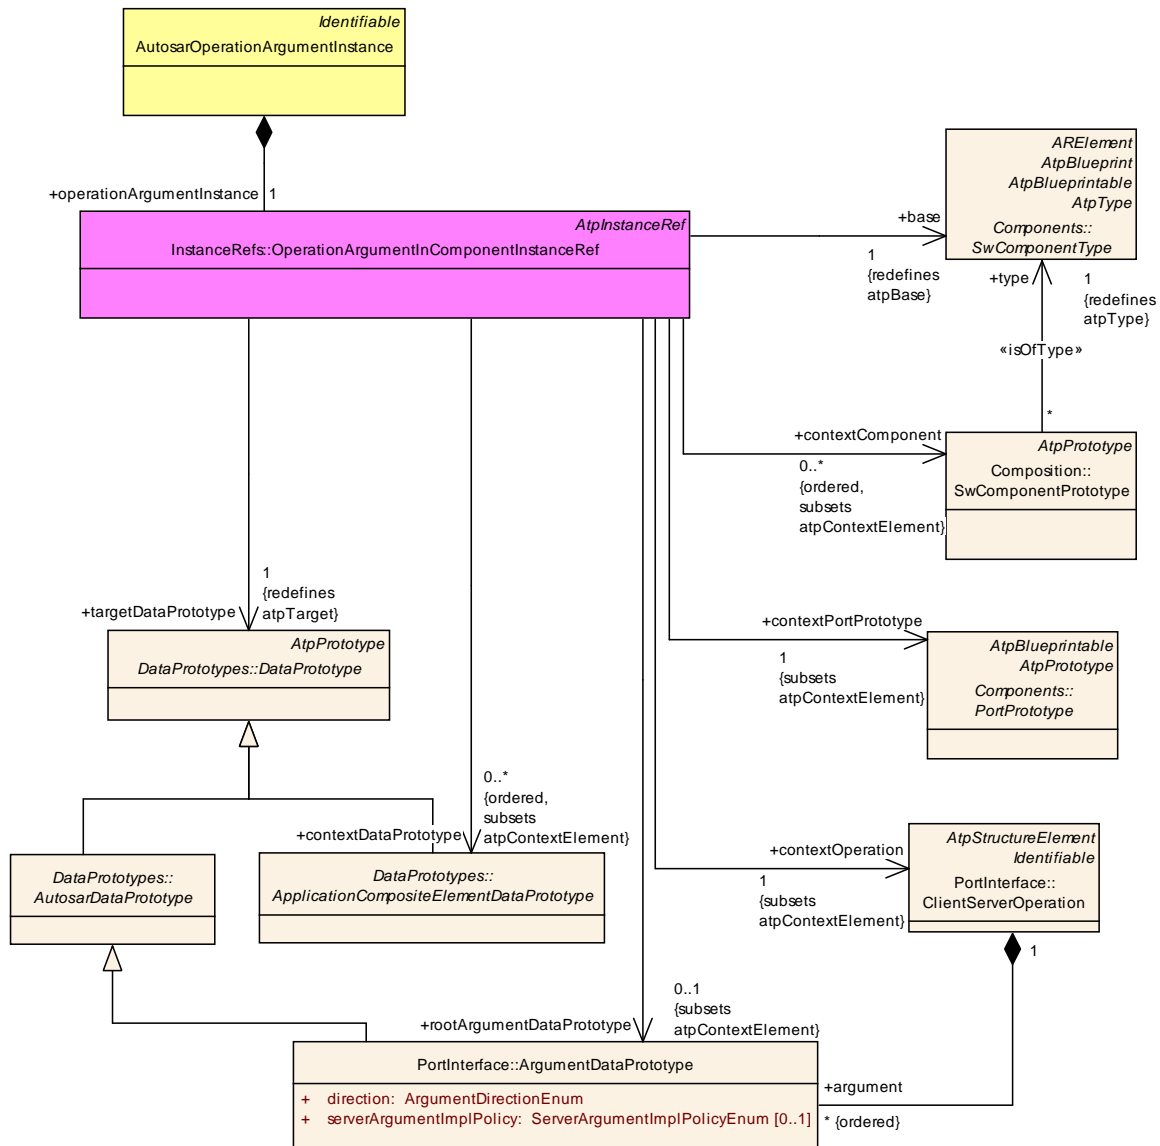 Identifiable
AutosarOperationArgumentInstance
+operationArgumentInstance 1
AtpInstanceRef
InstanceRefs::OperationArgumentInComponentInstanceRef
ARElement
AtpBlueprint
AtpBlueprintable
AtpType
Components::
SwComponentType
+base
1
{redefines
atpBase}
+type
1
{redefines
atpType}
«isOfType»
*
+contextComponent
0..*
{ordered,
subsets
atpContextElement}
AtpPrototype
Composition::
SwComponentPrototype
1
{redefines
atpTarget}
+targetDataPrototype
AtpPrototype
DataPrototypes::DataPrototype
+contextPortPrototype
1
{subsets
atpContextElement}
AtpBlueprintable
AtpPrototype
Components::
PortPrototype
0..*
{ordered,
subsets
atpContextElement}
+contextDataPrototype
DataPrototypes::
AutosarDataPrototype
DataPrototypes::
ApplicationCompositeElementDataPrototype
+contextOperation
1
{subsets
atpContextElement}
AtpStructureElement
Identifiable
PortInterface::
ClientServerOperation
1
0..1
{subsets
atpContextElement}
+rootArgumentDataPrototype
PortInterface::ArgumentDataPrototype
+ direction: ArgumentDirectionEnum
+ serverArgumentImplPolicy: ServerArgumentImplPolicyEnum [0..1]
+argument
* {ordered}